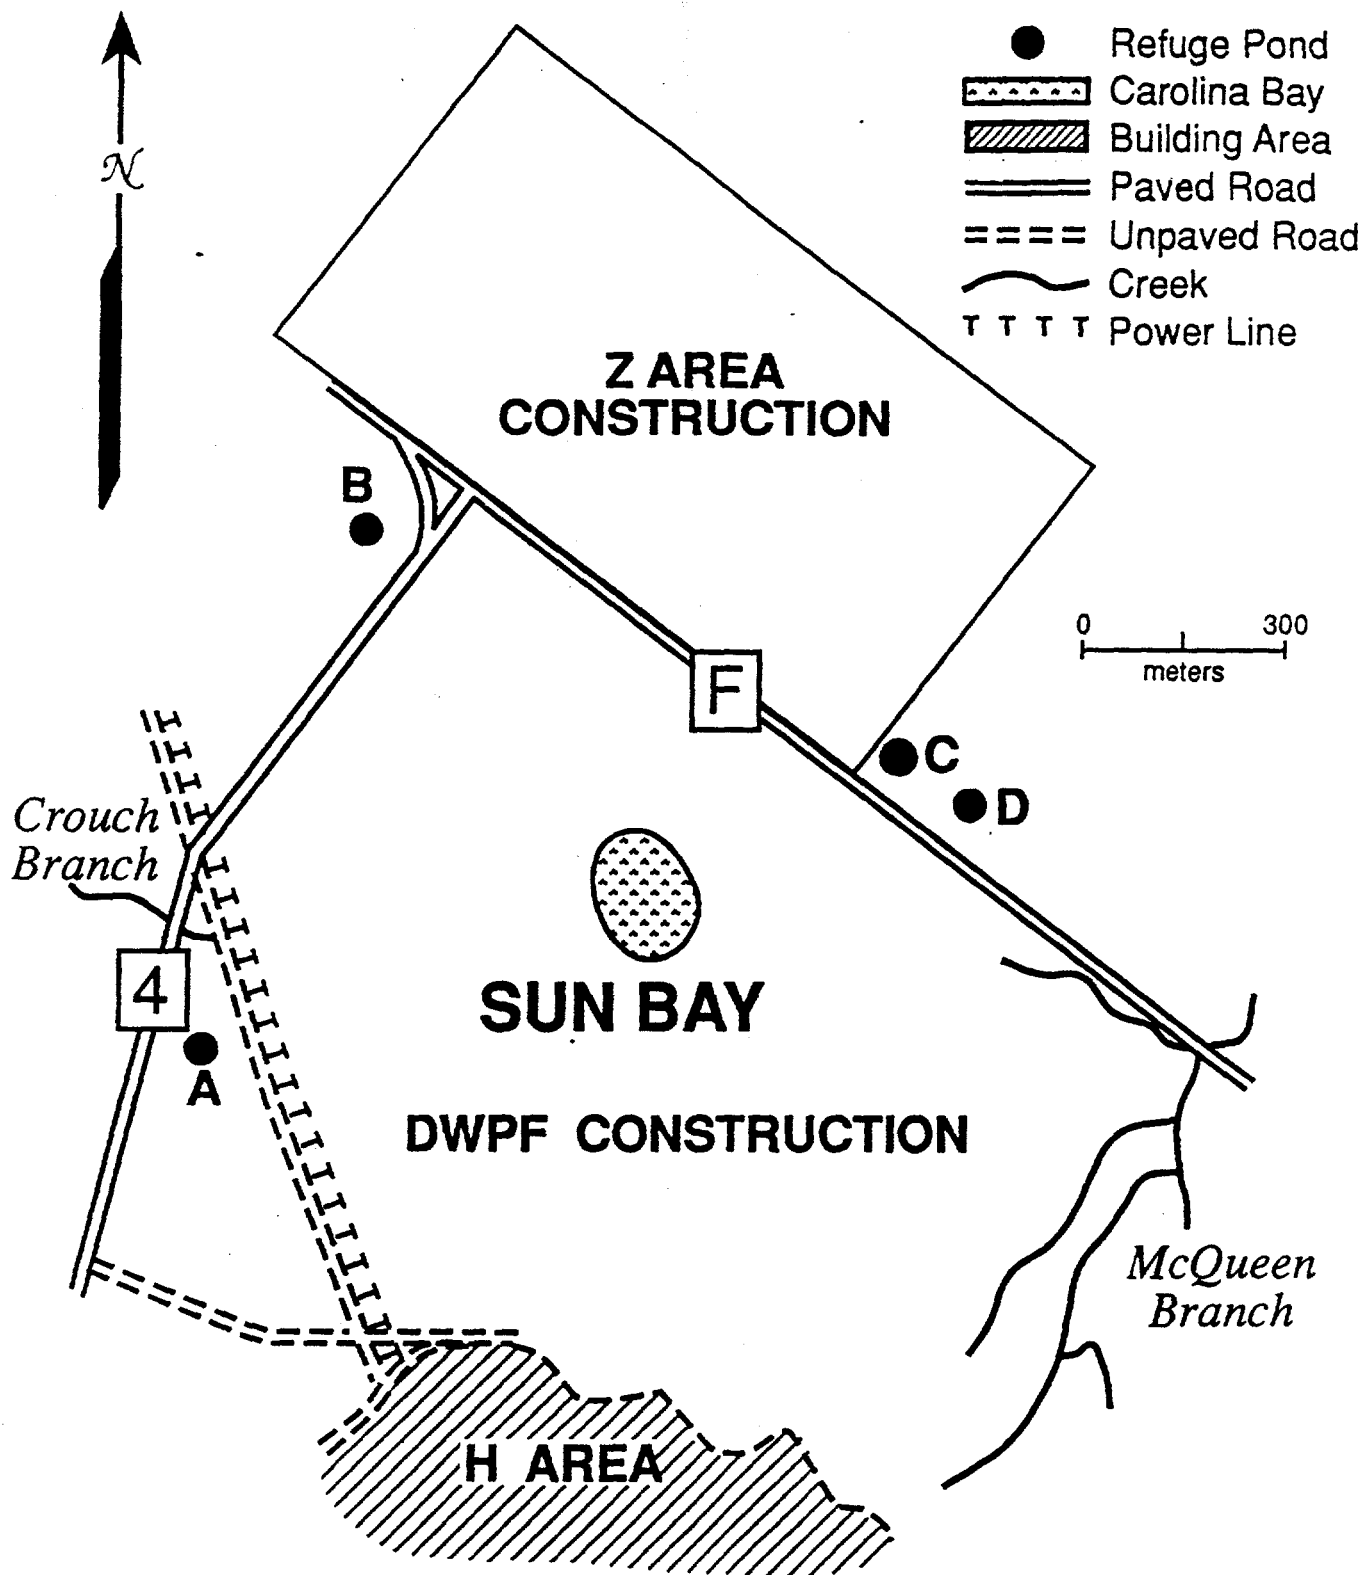 N
Refuge Pond
Carolina Bay
Building Area
Paved Road
Unpaved Road
Creek
T T T T Power Line
Z AREA
CONSTRUCTION
B
0 300
meters
F
C
D
Crouch
Branch
4
A
SUN BAY
DWPF CONSTRUCTION
McQueen
Branch
H AREA